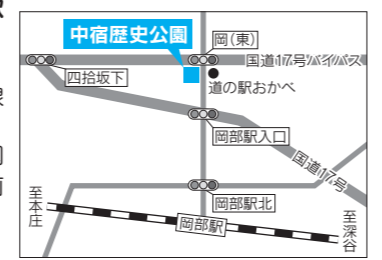 中宿歴史公園
岡(東)
国道17号バイパス
四拾坂下
道の駅おかべ
岡部駅入口
国道17号
岡部駅北
至本庄
岡部駅
至深谷